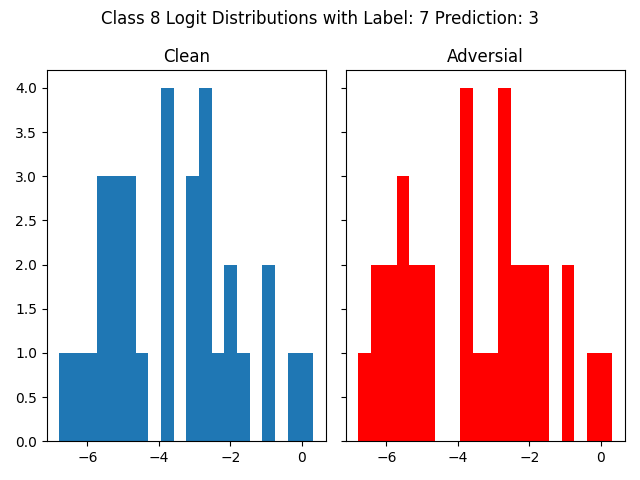 Class 8 Logit Distributions with Label: 7 Prediction: 3
Clean
Adversial
4.0
3.5
3.0
2.5
2.0
1.5
1.0
0.5
0.0
−6 −4 −2 0
−6 −4 −2 0